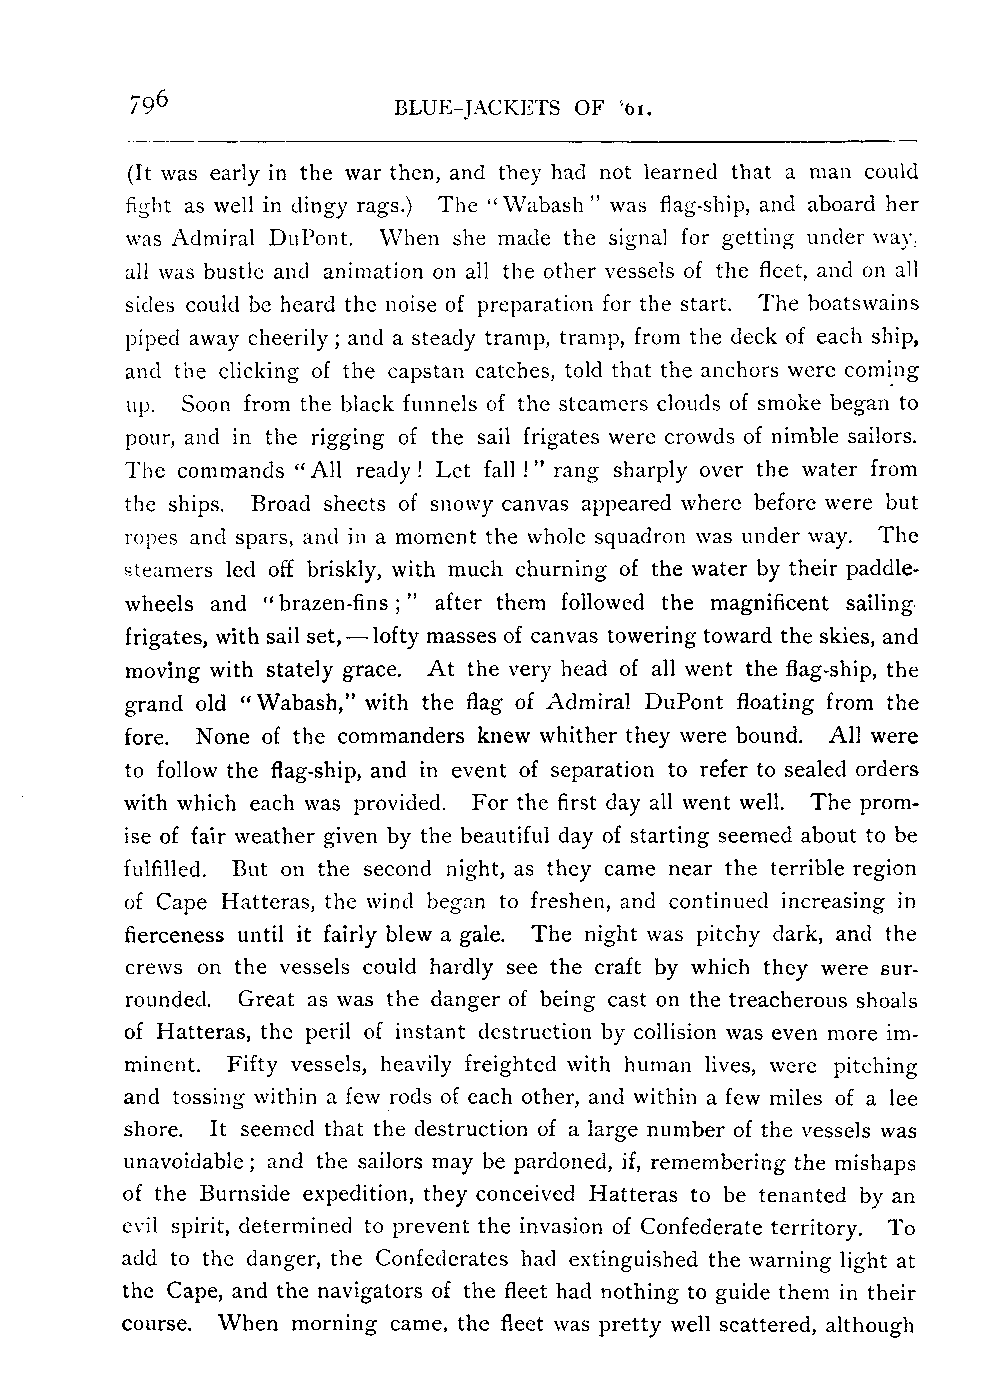 796
BLUE-JACKETS OF '61.
(It was early in the war then, and they had not learned that a man could
fight as well in dingy rags.) The "Wabash" was flag-ship, and aboard her
was Admiral DuPont. When she made the signal for getting under way,
all was bustle and animation on all the other vessels of the fleet, and on all
sides could be heard the noise of preparation for the start. The boatswains
piped away cheerily; and a steady tramp, tramp, from the deck of each ship,
and the clicking of the capstan catches, told that the anchors were coming
up. Soon from the black funnels of the steamers clouds of smoke began to
pour, and in the rigging of the sail frigates were crowds of nimble sailors.
The commands "All ready! Let fall!" rang sharply over the water from
the ships. Broad sheets of snowy canvas appeared where before were but
ropes and spars, and in a moment the whole squadron was under way. The
steamers led off briskly, with much churning of the water by their paddle-
wheels and "brazen-fins;" after them followed the magnificent sailing
frigates, with sail set,—lofty masses of canvas towering toward the skies, and
moving with stately grace. At the very head of all went the flag-ship, the
grand old "Wabash," with the flag of Admiral DuPont floating from the
fore. None of the commanders knew whither they were bound. All were
to follow the flag-ship, and in event of separation to refer to sealed orders
with which each was provided. For the first day all went well. The prom-
ise of fair weather given by the beautiful day of starting seemed about to be
fulfilled. But on the second night, as they came near the terrible region
of Cape Hatteras, the wind began to freshen, and continued increasing in
fierceness until it fairly blew a gale. The night was pitchy dark, and the
crews on the vessels could hardly see the craft by which they were sur-
rounded. Great as was the danger of being cast on the treacherous shoals
of Hatteras, the peril of instant destruction by collision was even more im-
minent. Fifty vessels, heavily freighted with human lives, were pitching
and tossing within a few rods of each other, and within a few miles of a lee
shore. It seemed that the destruction of a large number of the vessels was
unavoidable; and the sailors may be pardoned, if, remembering the mishaps
of the Burnside expedition, they conceived Hatteras to be tenanted by an
evil spirit, determined to prevent the invasion of Confederate territory. To
add to the danger, the Confederates had extinguished the warning light at
the Cape, and the navigators of the fleet had nothing to guide them in their
course. When morning came, the fleet was pretty well scattered, although